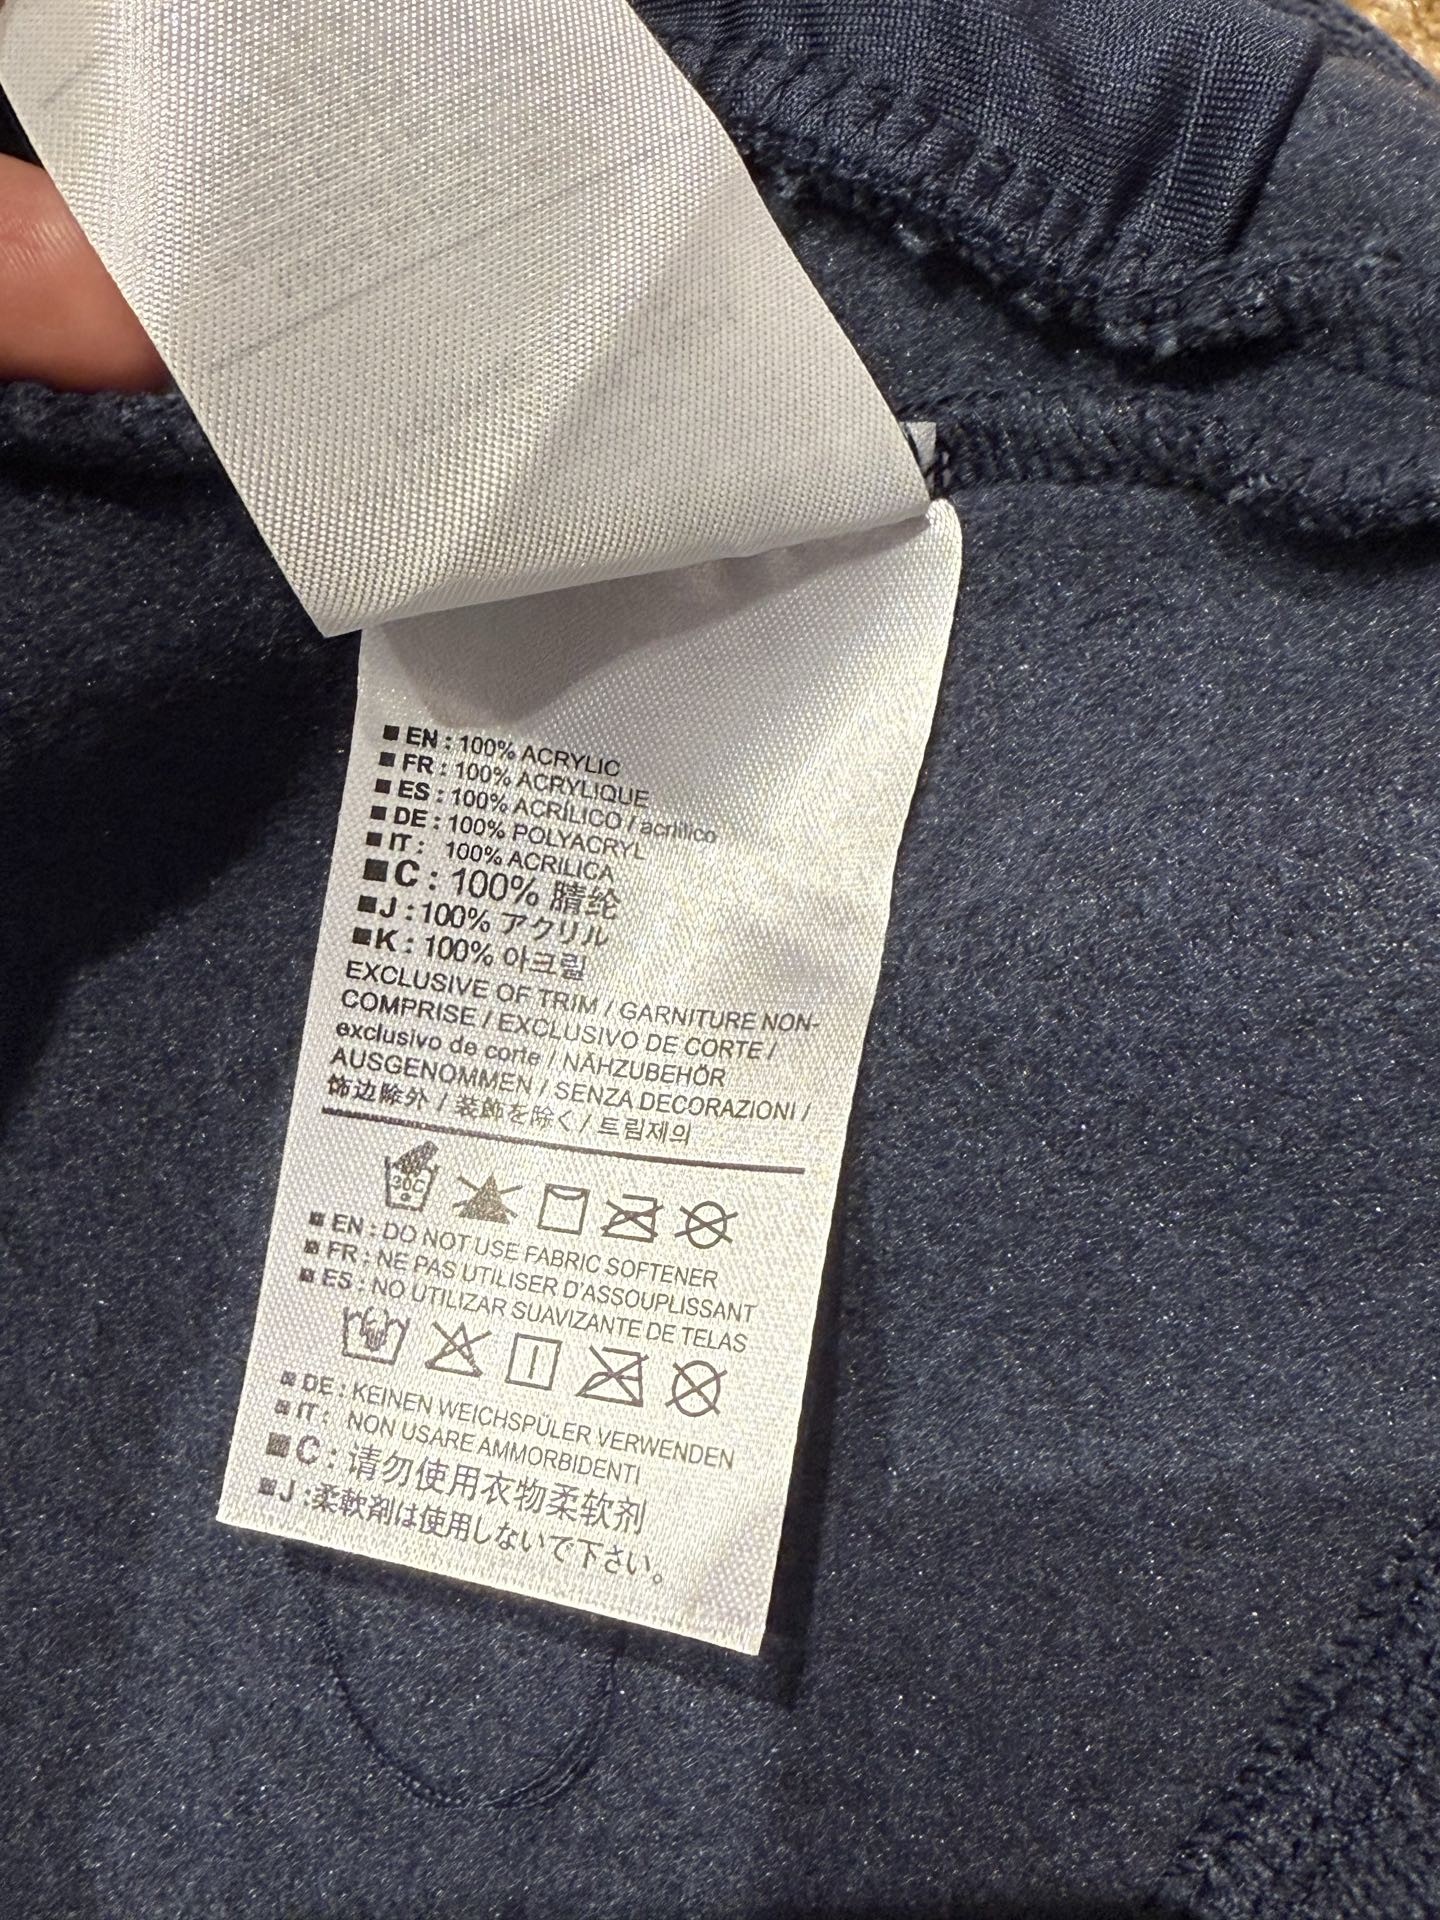 ■ EN : 100% ACRYLIC
■ FR : 100% ACRYLIQUE
■ ES : 100% ACRÍLICO / acrílico
■ DE : 100% POLYACRYL
■ IT : 100% ACRILICA
■ C : 100% 腈纶
■ J : 100% アクリル
■ K : 100% 아크릴
EXCLUSIVE OF TRIM / GARNITURE NON-
COMPRISE / EXCLUSIVO DE CORTE /
exclusivo de corte / NÄHZUBEHÖR
AUSGENOMMEN / SENZA DECORAZIONI /
饰边除外 / 装飾を除く / 트림제의
30C
■ EN : DO NOT USE FABRIC SOFTENER
■ FR : NE PAS UTILISER D'ASSOUPLISSANT
■ ES : NO UTILIZAR SUAVIZANTE DE TELAS
■ DE : KEINEN WEICHSPÜLER VERWENDEN
■ IT : NON USARE AMMORBIDENTI
■ C : 请勿使用衣物柔软剂
■ J : 柔軟剤は使用しないで下さい。